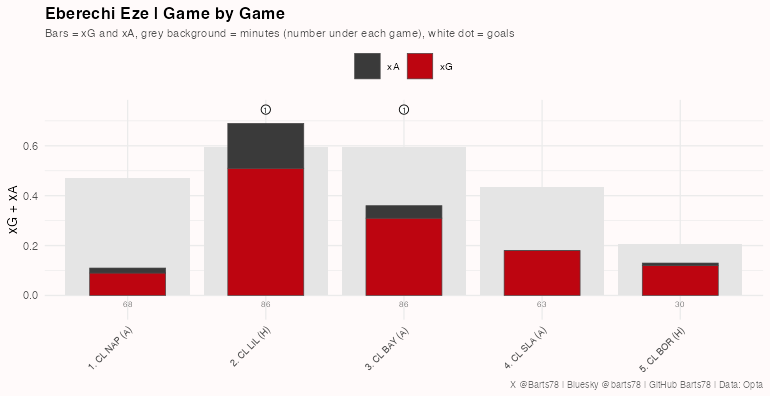 Eberechi Eze | Game by Game
Bars = xG and xA, grey background = minutes (number under each game), white dot = goals
xA xG
xG + xA
0.6
0.4
0.2
0.0
1 1
68 86 86 63 30
1. CL NAP (A)
2. CL LIL (H)
3. CL BAY (A)
4. CL SLA (A)
5. CL BOR (H)
X @Barts78 | Bluesky @barts78 | GitHub Barts78 | Data: Opta